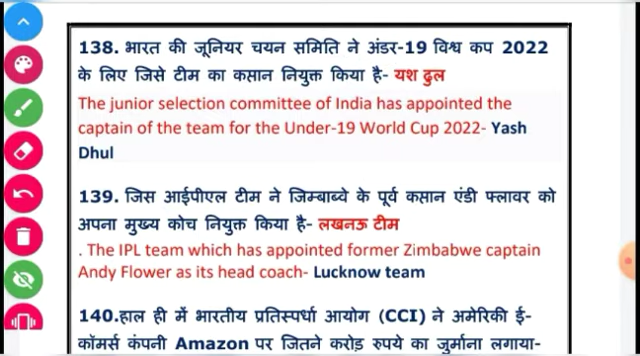 138. भारत की जूनियर चयन समिति ने अंडर-19 विश्व कप 2022
के लिए जिसे टीम का कप्तान नियुक्त किया है- यश ढुल
The junior selection committee of India has appointed the
captain of the team for the Under-19 World Cup 2022- Yash
Dhul
139. जिस आईपीएल टीम ने जिम्बाब्वे के पूर्व कप्तान एंडी फ्लावर को
अपना मुख्य कोच नियुक्त किया है- लखनऊ टीम
. The IPL team which has appointed former Zimbabwe captain
Andy Flower as its head coach- Lucknow team
140.हाल ही में भारतीय प्रतिस्पर्धा आयोग (CCI) ने अमेरिकी ई-
कॉमर्स कंपनी Amazon पर जितने करोड़ रुपये का जुर्माना लगाया-